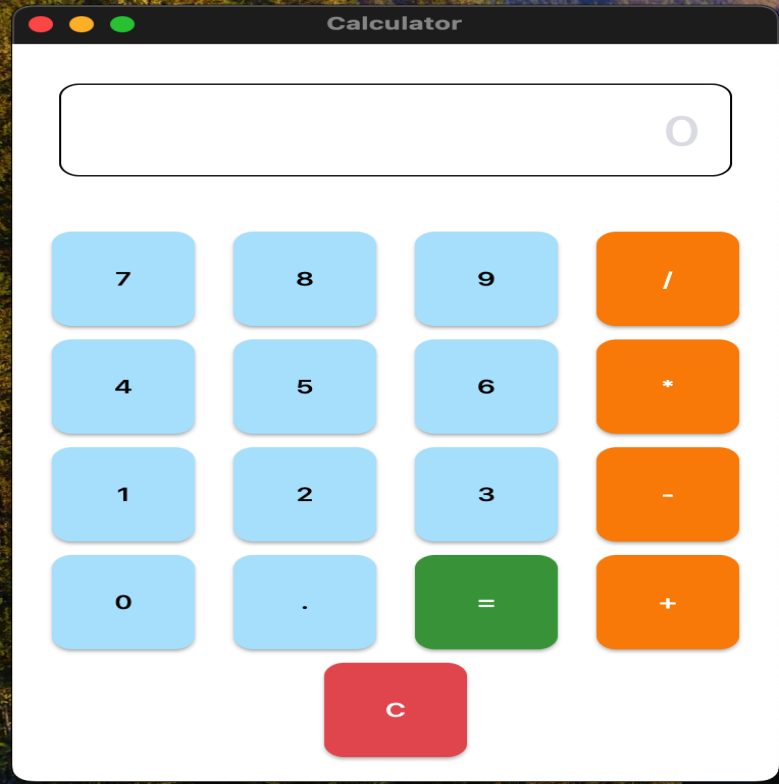 Calculator
0
7 8 9 /
4 5 6 *
1 2 3 -
0 . = +
C